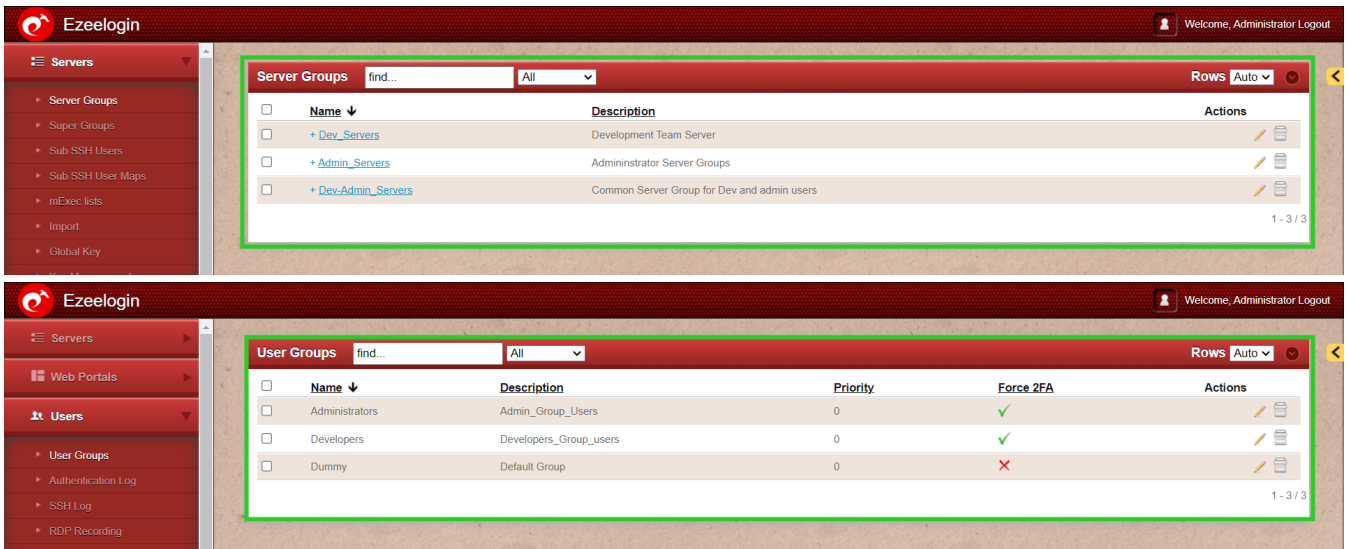 Ezeelogin
Welcome, Administrator Logout
Servers
Server Groups
Super Groups
Sub SSH Users
Sub SSH User Maps
mExec lists
Import
Global Key
Server Groups find... All Rows Auto
Name Description Actions
+ Dev_Servers Development Team Server
+ Admin_Servers Admininstrator Server Groups
+ Dev-Admin_Servers Common Server Group for Dev and admin users
1 - 3 / 3
Ezeelogin
Welcome, Administrator Logout
Servers
Web Portals
Users
User Groups
Authentication Log
SSH Log
RDP Recording
User Groups find... All Rows Auto
Name Description Priority Force 2FA Actions
Administrators Admin_Group_Users 0
Developers Developers_Group_users 0
Dummy Default Group 0
1 - 3 / 3